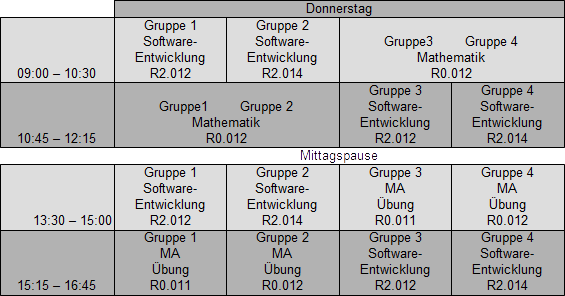 Donnerstag
09:00 – 10:30
Gruppe 1
Software-
Entwicklung
R2.012
Gruppe 2
Software-
Entwicklung
R2.014
Gruppe3 Gruppe 4
Mathematik
R0.012
10:45 – 12:15
Gruppe1 Gruppe 2
Mathematik
R0.012
Gruppe 3
Software-
Entwicklung
R2.012
Gruppe 4
Software-
Entwicklung
R2.014
Mittagspause
13:30 – 15:00
Gruppe 1
Software-
Entwicklung
R2.012
Gruppe 2
Software-
Entwicklung
R2.014
Gruppe 3
MA
Übung
R0.011
Gruppe 4
MA
Übung
R0.012
15:15 – 16:45
Gruppe 1
MA
Übung
R0.011
Gruppe 2
MA
Übung
R0.012
Gruppe 3
Software-
Entwicklung
R2.012
Gruppe 4
Software-
Entwicklung
R2.014